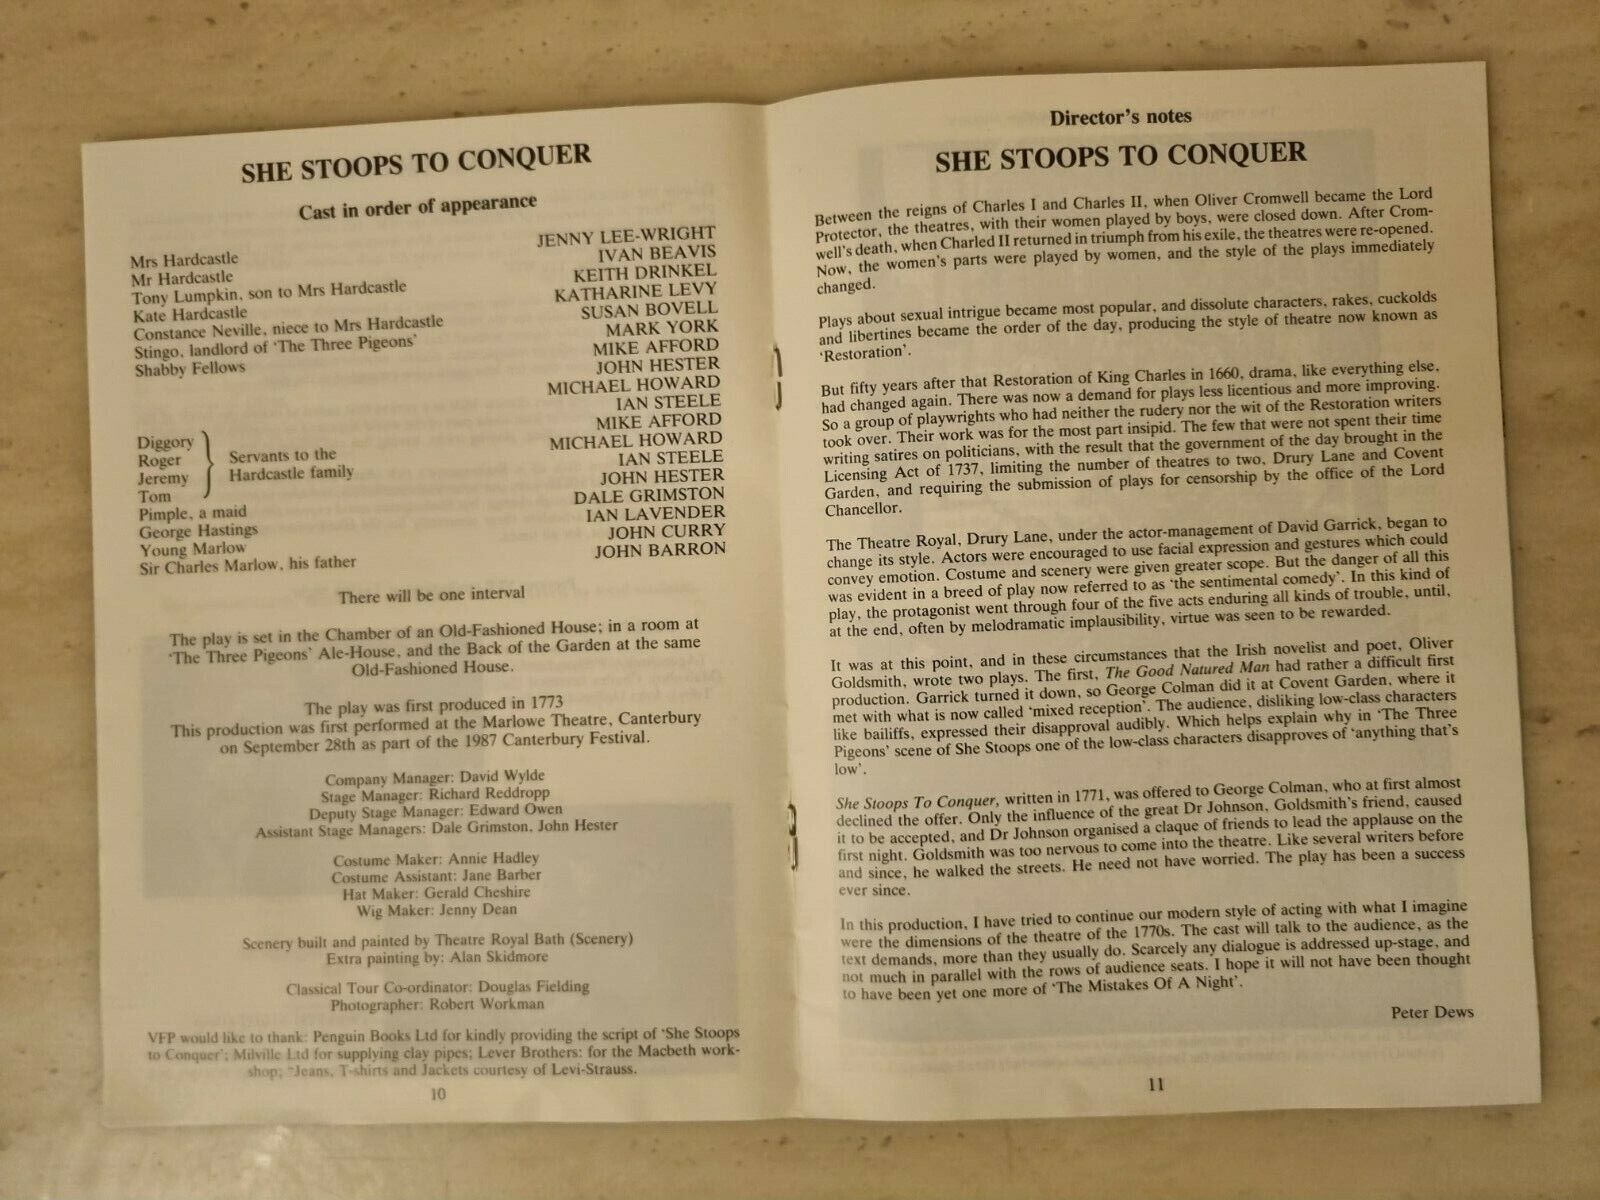 SHE STOOPS TO CONQUER
Cast in order of appearance
Mrs Hardcastle JENNY LEE-WRIGHT
Mr Hardcastle IVAN BEAVIS
Tony Lumpkin, son to Mrs Hardcastle KEITH DRINKEL
Kate Hardcastle KATHARINE LEVY
Constance Neville, niece to Mrs Hardcastle SUSAN BOVELL
Stingo, landlord of 'The Three Pigeons' MARK YORK
Shabby Fellows MIKE AFFORD
JOHN HESTER
MICHAEL HOWARD
IAN STEELE
Diggory MIKE AFFORD
Roger Servants to the MICHAEL HOWARD
Jeremy Hardcastle family IAN STEELE
Tom JOHN HESTER
Pimple, a maid DALE GRIMSTON
George Hastings IAN LAVENDER
Young Marlow JOHN CURRY
Sir Charles Marlow, his father JOHN BARRON
There will be one interval
The play is set in the Chamber of an Old-Fashioned House; in a room at
'The Three Pigeons' Ale-House, and the Back of the Garden at the same
Old-Fashioned House.
The play was first produced in 1773
This production was first performed at the Marlowe Theatre, Canterbury
on September 28th as part of the 1987 Canterbury Festival.
Company Manager: David Wylde
Stage Manager: Richard Reddropp
Deputy Stage Manager: Edward Owen
Assistant Stage Managers: Dale Grimston, John Hester
Costume Maker: Annie Hadley
Costume Assistant: Jane Barber
Hat Maker: Gerald Cheshire
Wig Maker: Jenny Dean
Scenery built and painted by Theatre Royal Bath (Scenery)
Extra painting by: Alan Skidmore
Classical Tour Co-ordinator: Douglas Fielding
Photographer: Robert Workman
VFP would like to thank: Penguin Books Ltd for kindly providing the script of 'She Stoops
to Conquer'; Milville Ltd for supplying clay pipes; Lever Brothers: for the Macbeth work-
shop; Jeans, T-shirts and Jackets courtesy of Levi-Strauss.
10
Director's notes
SHE STOOPS TO CONQUER
Between the reigns of Charles I and Charles II, when Oliver Cromwell became the Lord
Protector, the theatres, with their women played by boys, were closed down. After Crom-
well's death, when Charled II returned in triumph from his exile, the theatres were re-opened.
Now, the women's parts were played by women, and the style of the plays immediately
changed.
Plays about sexual intrigue became most popular, and dissolute characters, rakes, cuckolds
and libertines became the order of the day, producing the style of theatre now known as
'Restoration'.
But fifty years after that Restoration of King Charles in 1660, drama, like everything else,
had changed again. There was now a demand for plays less licentious and more improving.
So a group of playwrights who had neither the rudery nor the wit of the Restoration writers
took over. Their work was for the most part insipid. The few that were not spent their time
writing satires on politicians, with the result that the government of the day brought in the
Licensing Act of 1737, limiting the number of theatres to two, Drury Lane and Covent
Garden, and requiring the submission of plays for censorship by the office of the Lord
Chancellor.
The Theatre Royal, Drury Lane, under the actor-management of David Garrick, began to
change its style. Actors were encouraged to use facial expression and gestures which could
convey emotion. Costume and scenery were given greater scope. But the danger of all this
was evident in a breed of play now referred to as 'the sentimental comedy'. In this kind of
play, the protagonist went through four of the five acts enduring all kinds of trouble, until,
at the end, often by melodramatic implausibility, virtue was seen to be rewarded.
It was at this point, and in these circumstances that the Irish novelist and poet, Oliver
Goldsmith, wrote two plays. The first, The Good Natured Man had rather a difficult first
production. Garrick turned it down, so George Colman did it at Covent Garden, where it
met with what is now called 'mixed reception'. The audience, disliking low-class characters
like bailiffs, expressed their disapproval audibly. Which helps explain why in 'The Three
Pigeons' scene of She Stoops one of the low-class characters disapproves of 'anything that's
low'.
She Stoops To Conquer, written in 1771, was offered to George Colman, who at first almost
declined the offer. Only the influence of the great Dr Johnson, Goldsmith's friend, caused
it to be accepted, and Dr Johnson organised a claque of friends to lead the applause on the
first night. Goldsmith was too nervous to come into the theatre. Like several writers before
and since, he walked the streets. He need not have worried. The play has been a success
ever since.
In this production, I have tried to continue our modern style of acting with what I imagine
were the dimensions of the theatre of the 1770s. The cast will talk to the audience, as the
text demands, more than they usually do. Scarcely any dialogue is addressed up-stage, and
not much in parallel with the rows of audience seats. I hope it will not have been thought
to have been yet one more of 'The Mistakes Of A Night'.
Peter Dews
11